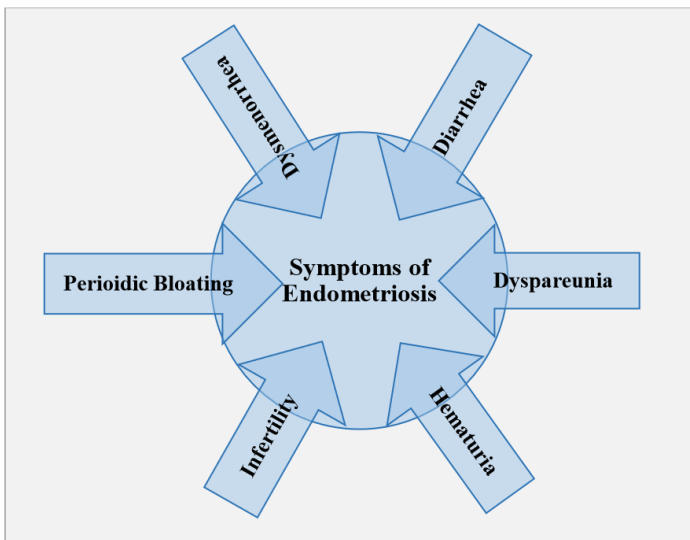 Dysmenorrhea
Diarrhea
Perioidic Bloating
Symptoms of
Endometriosis
Dyspareunia
Infertility
Hematuria